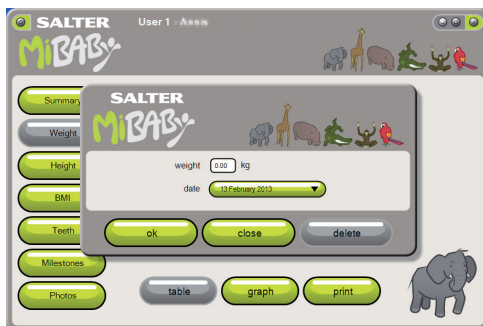 SALTER
User 1 -
MiBABy
Summary
Weight
Height
BMI
Teeth
Milestones
Photos
SALTER
MiBABy
weight 0.00 kg
date 13 February 2013
ok close delete
table graph print